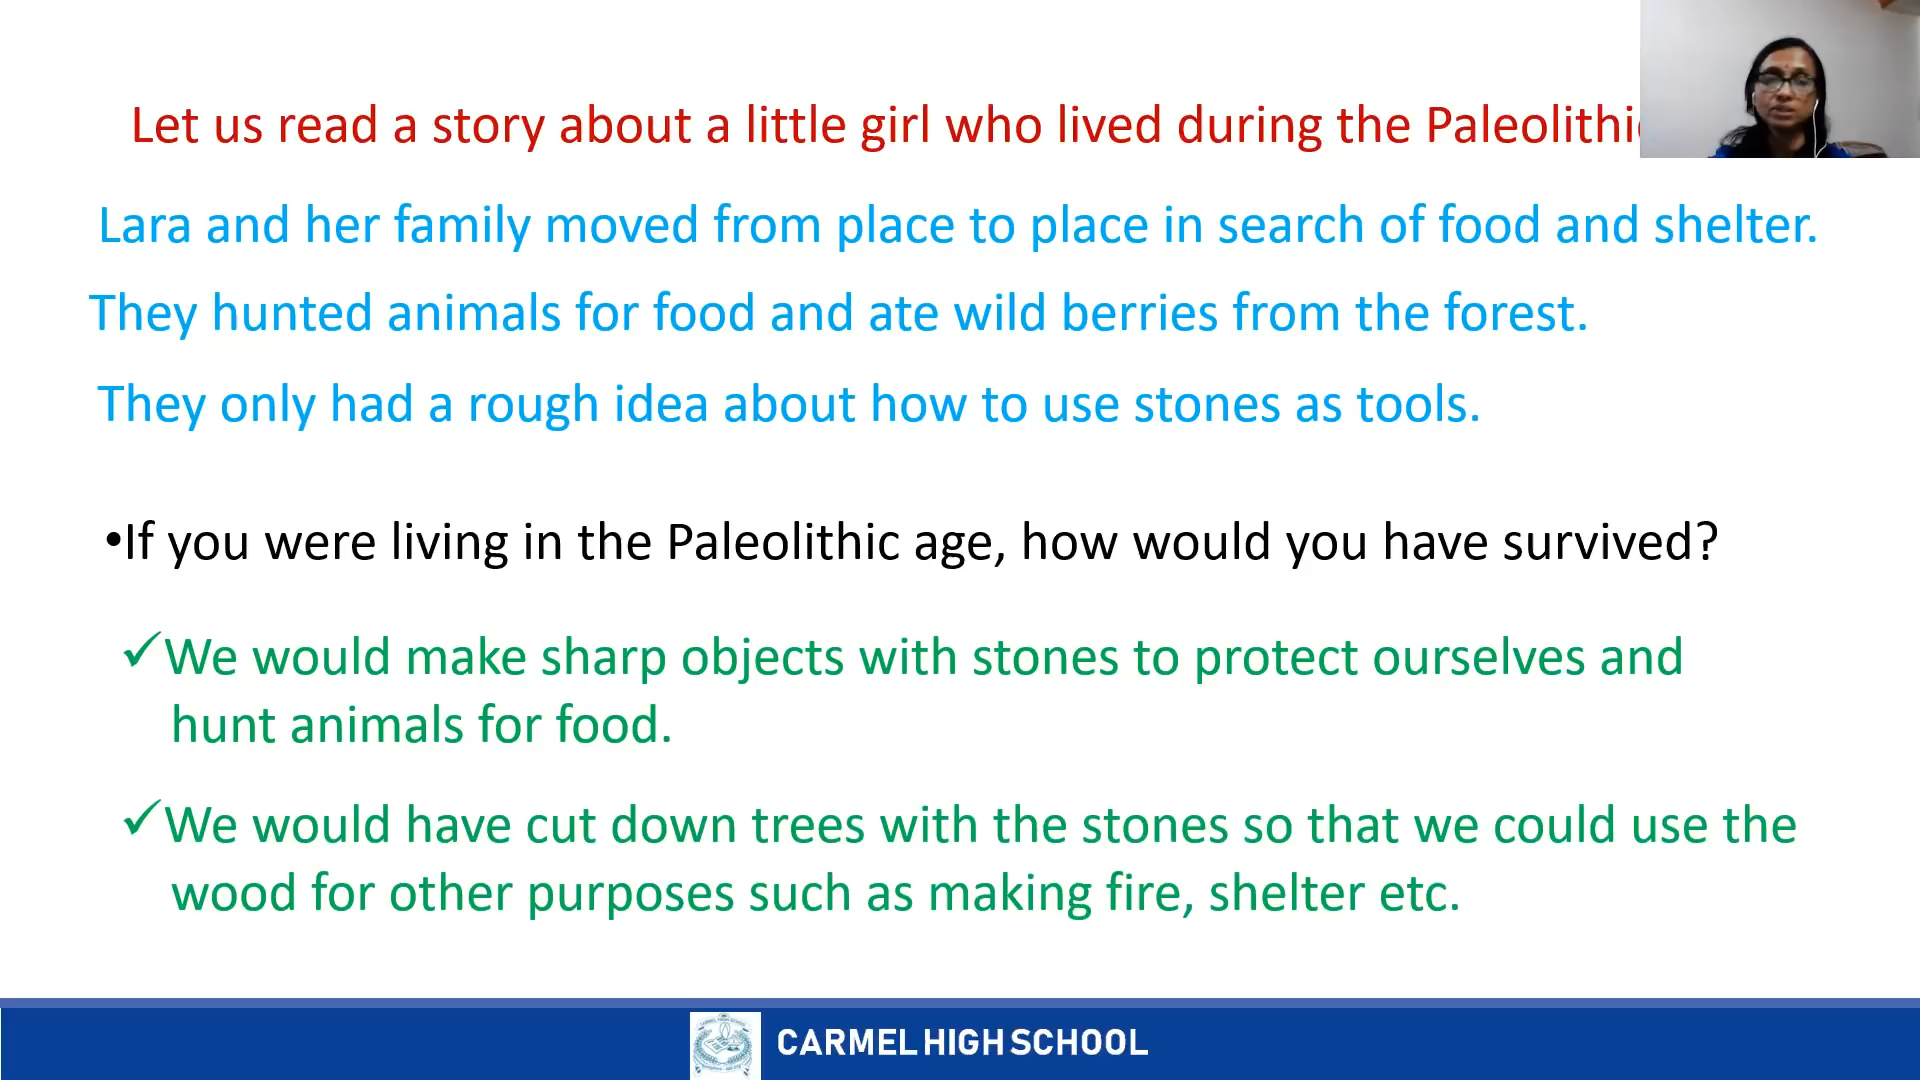 Let us read a story about a little girl who lived during the
Lara and her family moved from place to place in search of food and shelter.
They hunted animals for food and ate wild berries from the forest.
They only had a rough idea about how to use stones as tools.
•If you were living in the Paleolithic age, how would you have survived?
✓We would make sharp objects with stones to protect ourselves and
hunt animals for food.
✓We would have cut down trees with the stones so that we could use the
wood for other purposes such as making fire, shelter etc.
CARMEL HIGH SCHOOL